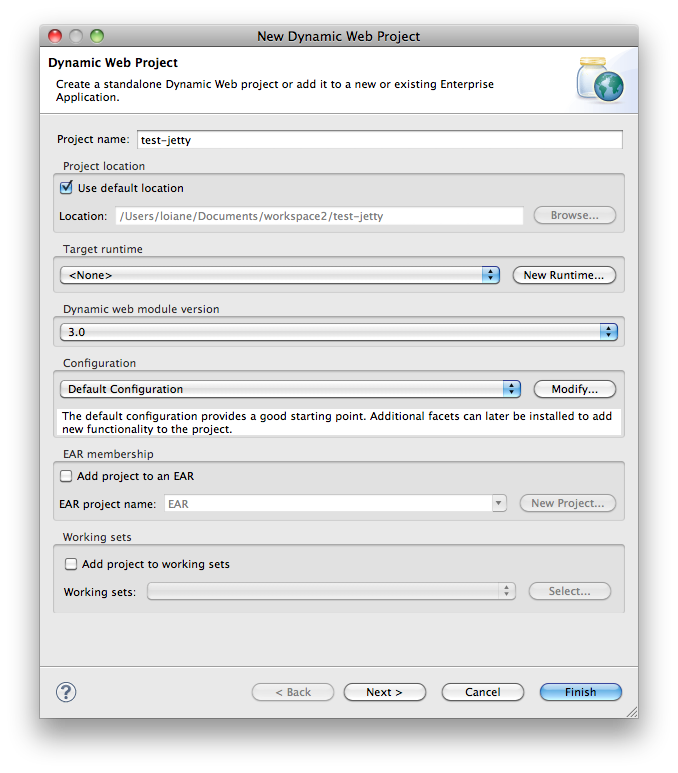 New Dynamic Web Project
Dynamic Web Project
Create a standalone Dynamic Web project or add it to a new or existing Enterprise
Application.
Project name: test-jetty
Project location
Use default location
Location: /Users/loiane/Documents/workspace2/test-jetty Browse...
Target runtime
<None> New Runtime...
Dynamic web module version
3.0
Configuration
Default Configuration Modify...
The default configuration provides a good starting point. Additional facets can later be installed to add
new functionality to the project.
EAR membership
Add project to an EAR
EAR project name: EAR New Project...
Working sets
Add project to working sets
Working sets: Select...
? < Back Next > Cancel Finish